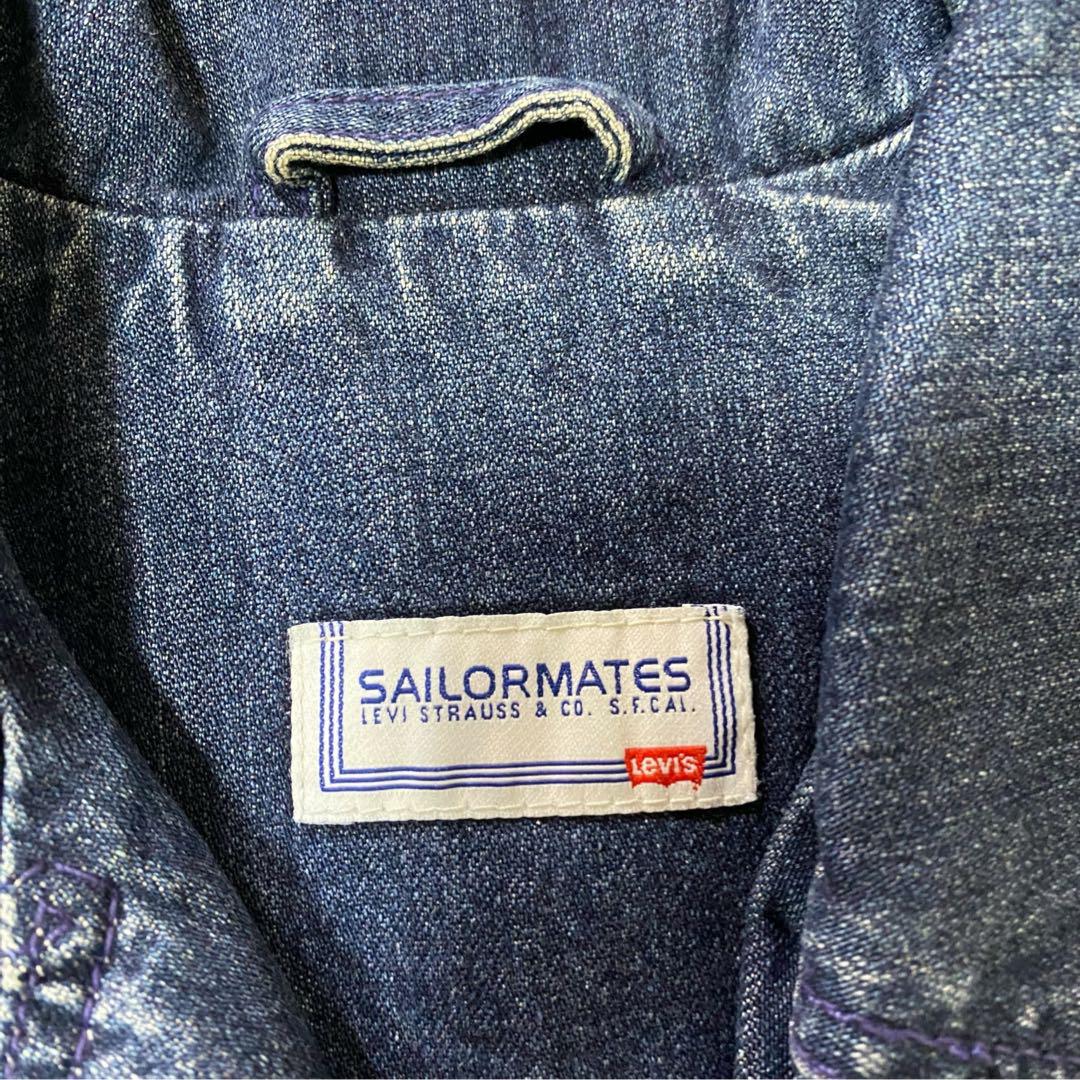 SAILORMATES
LEVI STRAUSS & CO. S.F.CAL.
Levi's